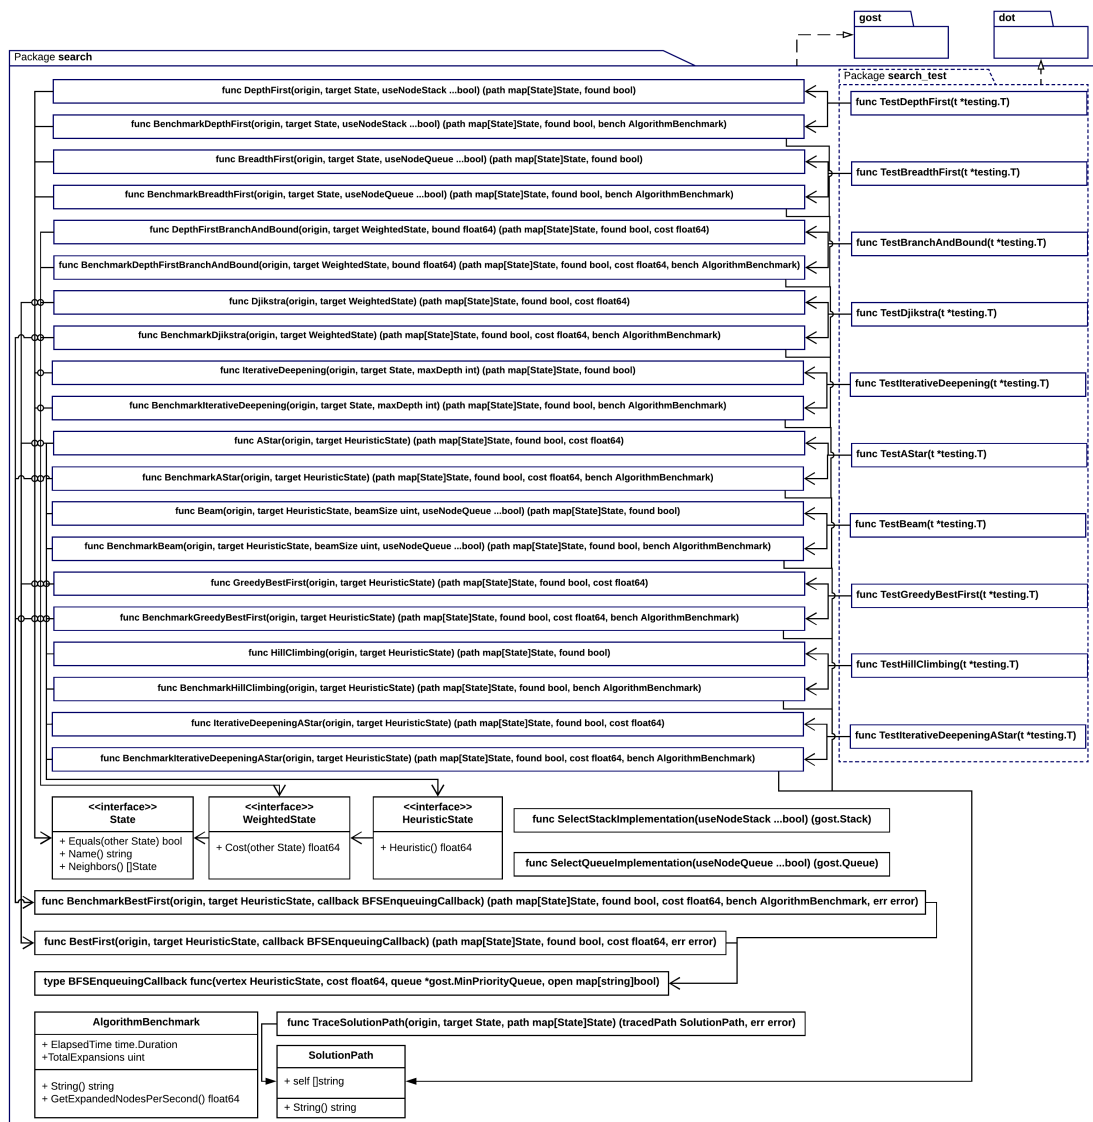 gost
dot
Package search
Package search_test
func DepthFirst(origin, target State, useNodeStack ...bool) (path map[State]State, found bool)
func TestDepthFirst(t *testing.T)
func BenchmarkDepthFirst(origin, target State, useNodeStack ...bool) (path map[State]State, found bool, bench AlgorithmBenchmark)
func BreadthFirst(origin, target State, useNodeQueue ...bool) (path map[State]State, found bool)
func TestBreadthFirst(t *testing.T)
func BenchmarkBreadthFirst(origin, target State, useNodeQueue ...bool) (path map[State]State, found bool, bench AlgorithmBenchmark)
func DepthFirstBranchAndBound(origin, target WeightedState, bound float64) (path map[State]State, found bool, cost float64)
func TestBranchAndBound(t *testing.T)
func BenchmarkDepthFirstBranchAndBound(origin, target WeightedState, bound float64) (path map[State]State, found bool, cost float64, bench AlgorithmBenchmark)
func Djikstra(origin, target WeightedState) (path map[State]State, found bool, cost float64)
func TestDjikstra(t *testing.T)
func BenchmarkDjikstra(origin, target WeightedState) (path map[State]State, found bool, cost float64, bench AlgorithmBenchmark)
func IterativeDeepening(origin, target State, maxDepth int) (path map[State]State, found bool)
func TestIterativeDeepening(t *testing.T)
func BenchmarkIterativeDeepening(origin, target State, maxDepth int) (path map[State]State, found bool, bench AlgorithmBenchmark)
func AStar(origin, target HeuristicState) (path map[State]State, found bool, cost float64)
func TestAStar(t *testing.T)
func BenchmarkAStar(origin, target HeuristicState) (path map[State]State, found bool, cost float64, bench AlgorithmBenchmark)
func Beam(origin, target HeuristicState, beamSize uint, useNodeQueue ...bool) (path map[State]State, found bool)
func TestBeam(t *testing.T)
func BenchmarkBeam(origin, target HeuristicState, beamSize uint, useNodeQueue ...bool) (path map[State]State, found bool, bench AlgorithmBenchmark)
func GreedyBestFirst(origin, target HeuristicState) (path map[State]State, found bool, cost float64)
func TestGreedyBestFirst(t *testing.T)
func BenchmarkGreedyBestFirst(origin, target HeuristicState) (path map[State]State, found bool, cost float64, bench AlgorithmBenchmark)
func HillClimbing(origin, target HeuristicState) (path map[State]State, found bool)
func TestHillClimbing(t *testing.T)
func BenchmarkHillClimbing(origin, target HeuristicState) (path map[State]State, found bool, bench AlgorithmBenchmark)
func IterativeDeepeningAStar(origin, target HeuristicState) (path map[State]State, found bool, cost float64)
func TestIterativeDeepeningAStar(t *testing.T)
func BenchmarkIterativeDeepeningAStar(origin, target HeuristicState) (path map[State]State, found bool, cost float64, bench AlgorithmBenchmark)
<<interface>>
State
+ Equals(other State) bool
+ Name() string
+ Neighbors() []State
<<interface>>
WeightedState
+ Cost(other State) float64
<<interface>>
HeuristicState
+ Heuristic() float64
func SelectStackImplementation(useNodeStack ...bool) (gost.Stack)
func SelectQueueImplementation(useNodeQueue ...bool) (gost.Queue)
func BenchmarkBestFirst(origin, target HeuristicState, callback BFSEnqueuingCallback) (path map[State]State, found bool, cost float64, bench AlgorithmBenchmark, err error)
func BestFirst(origin, target HeuristicState, callback BFSEnqueuingCallback) (path map[State]State, found bool, cost float64, err error)
type BFSEnqueuingCallback func(vertex HeuristicState, cost float64, queue *gost.MinPriorityQueue, open map[string]bool)
AlgorithmBenchmark
+ ElapsedTime time.Duration
+TotalExpansions uint
+ String() string
+ GetExpandedNodesPerSecond() float64
func TraceSolutionPath(origin, target State, path map[State]State) (tracedPath SolutionPath, err error)
SolutionPath
+ self []string
+ String() string